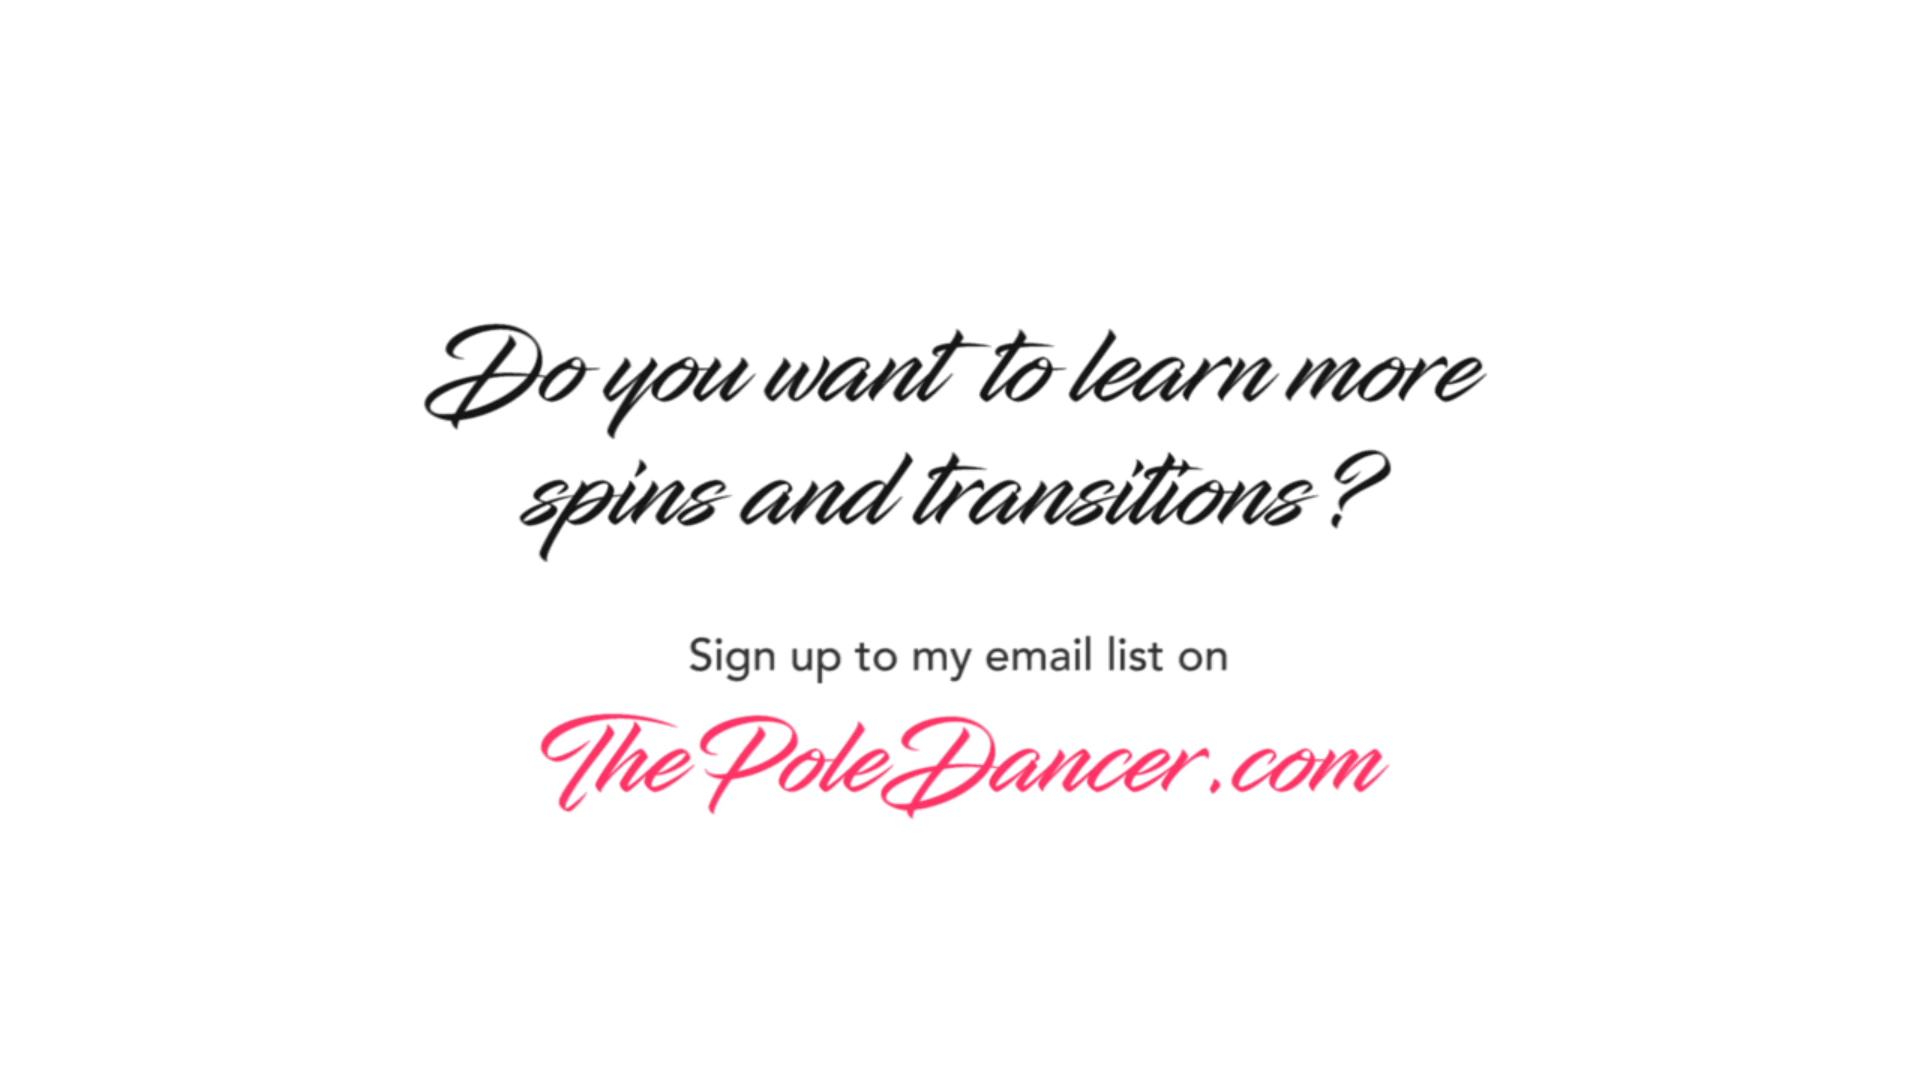 Do you want to learn more
spins and transitions?
Sign up to my email list on
ThePoleDancer.com